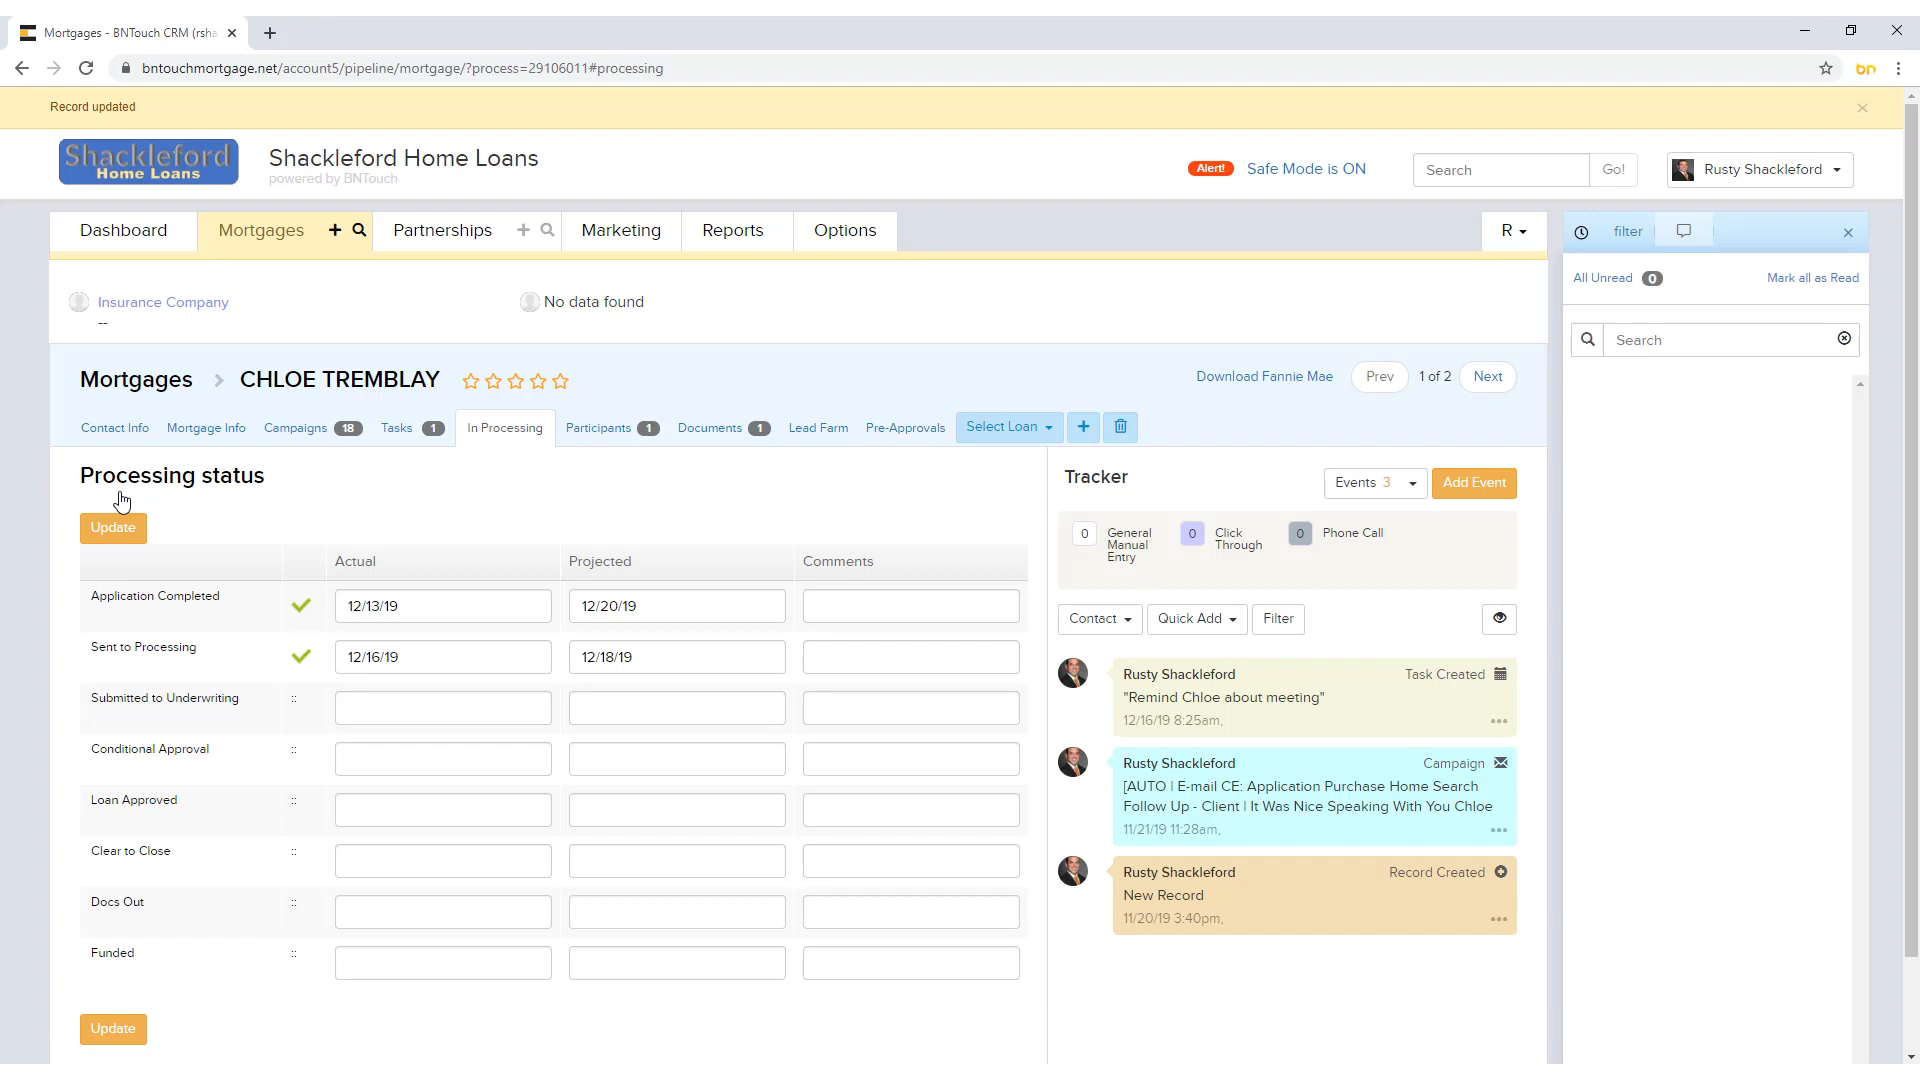 Mortgages - BNTouch CRM (rsha
bntouchmortgage.net/account5/pipeline/mortgage/?process=29106011#processing
bn
Record updated
Shackleford
Home Loans
Shackleford Home Loans
powered by BNTouch
Alert! Safe Mode is ON
Search Go!
Rusty Shackleford
Dashboard Mortgages Partnerships Marketing Reports Options R
filter
All Unread 0 Mark all as Read
Search
Insurance Company
--
No data found
Mortgages CHLOE TREMBLAY
Download Fannie Mae Prev 1 of 2 Next
Contact Info Mortgage Info Campaigns 18 Tasks 1 In Processing Participants 1 Documents 1 Lead Farm Pre-Approvals Select Loan +
Processing status
Update
Actual Projected Comments
Application Completed 12/13/19 12/20/19
Sent to Processing 12/16/19 12/18/19
Submitted to Underwriting ::
Conditional Approval ::
Loan Approved ::
Clear to Close ::
Docs Out ::
Funded ::
Update
Tracker Events 3 Add Event
0 General Manual Entry
0 Click Through
0 Phone Call
Contact Quick Add Filter
Rusty Shackleford Task Created
"Remind Chloe about meeting"
12/16/19 8:25am,
Rusty Shackleford Campaign
[AUTO | E-mail CE: Application Purchase Home Search
Follow Up - Client | It Was Nice Speaking With You Chloe
11/21/19 11:28am,
Rusty Shackleford Record Created
New Record
11/20/19 3:40pm,